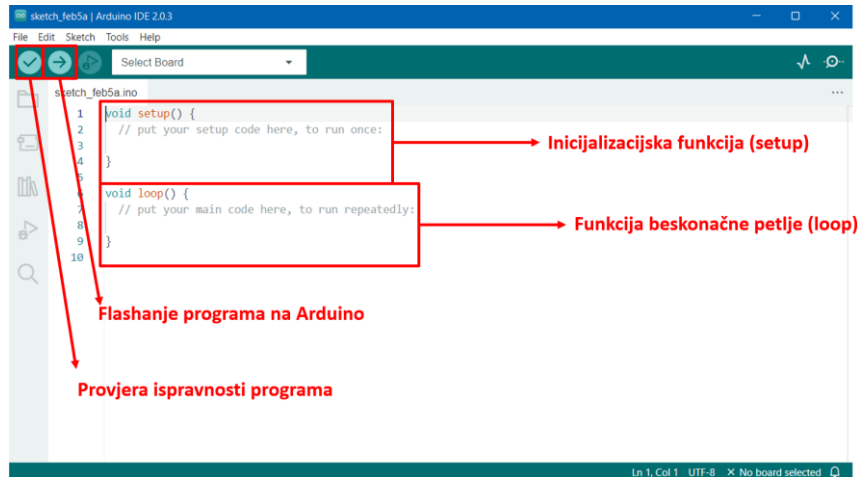 sketch_feb5a | Arduino IDE 2.0.3
File Edit Sketch Tools Help
Select Board
sketch_feb5a.ino
1 void setup() {
2 // put your setup code here, to run once:
3
4 }
5
6 void loop() {
7 // put your main code here, to run repeatedly:
8
9 }
10
Inicijalizacijska funkcija (setup)
Funkcija beskonačne petlje (loop)
Flashanje programa na Arduino
Provjera ispravnosti programa
Ln 1, Col 1 UTF-8 No board selected